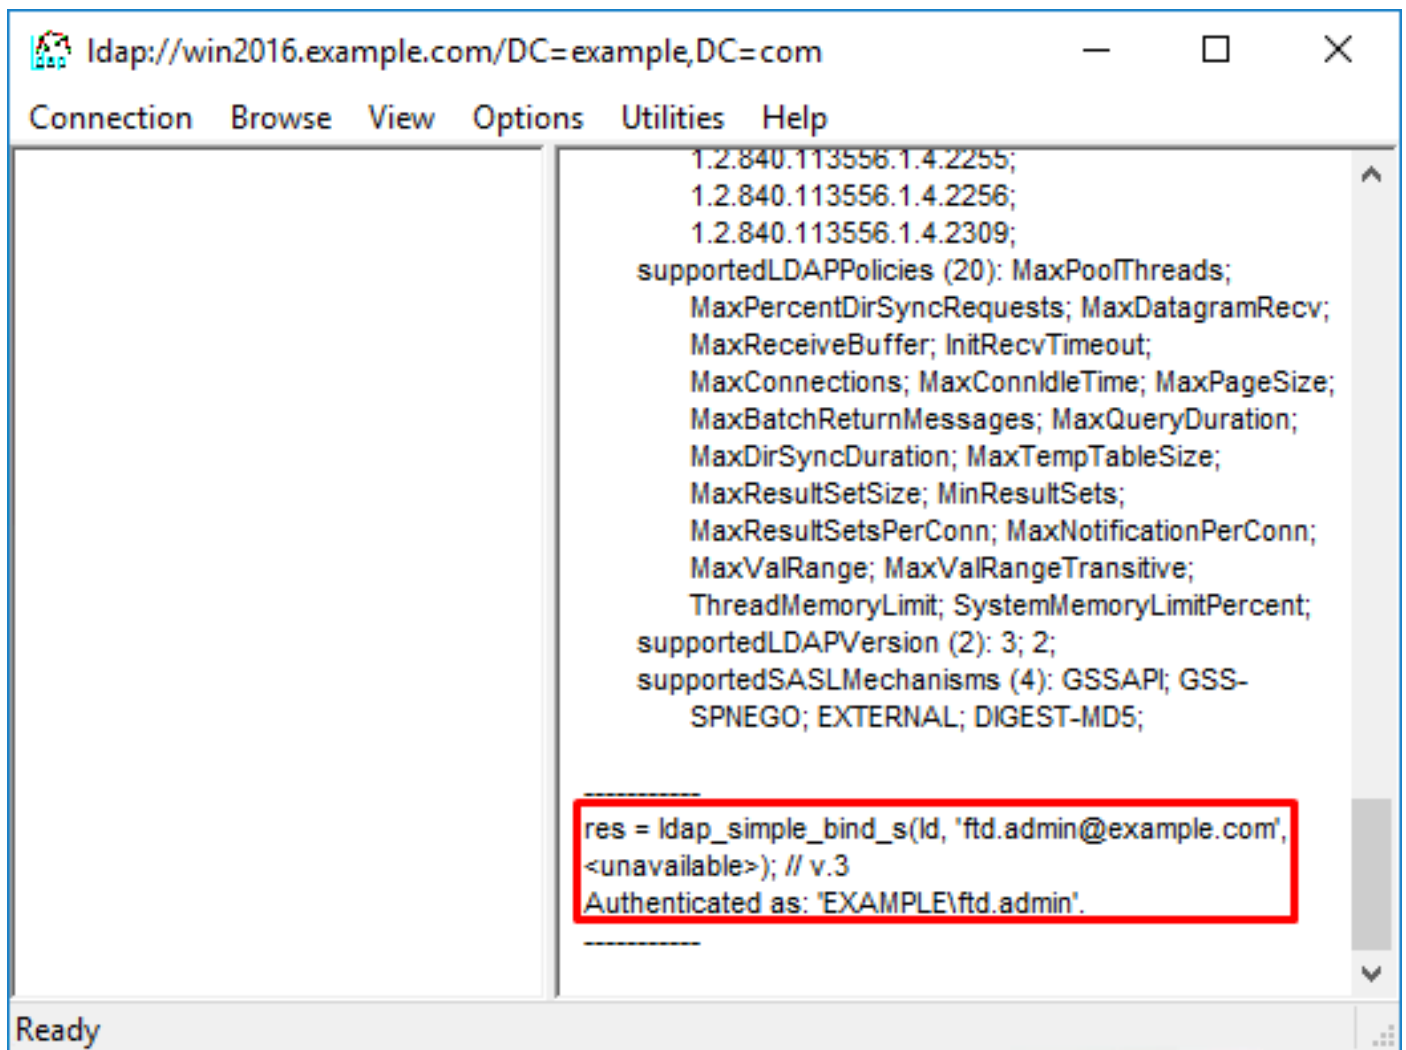 ldap://win2016.example.com/DC=example,DC=com
Connection Browse View Options Utilities Help
1.2.840.113556.1.4.2255;
1.2.840.113556.1.4.2256;
1.2.840.113556.1.4.2309;
supportedLDAPPolicies (20): MaxPoolThreads;
MaxPercentDirSyncRequests; MaxDatagramRecv;
MaxReceiveBuffer; InitRecvTimeout;
MaxConnections; MaxConnIdleTime; MaxPageSize;
MaxBatchReturnMessages; MaxQueryDuration;
MaxDirSyncDuration; MaxTempTableSize;
MaxResultSetSize; MinResultSets;
MaxResultSetsPerConn; MaxNotificationPerConn;
MaxValRange; MaxValRangeTransitive;
ThreadMemoryLimit; SystemMemoryLimitPercent;
supportedLDAPVersion (2): 3; 2;
supportedSASLMechanisms (4): GSSAPI; GSS-
SPNEGO; EXTERNAL; DIGEST-MD5;
-----------
res = ldap_simple_bind_s(ld, 'ftd.admin@example.com',
<unavailable>); // v.3
Authenticated as: 'EXAMPLE\ftd.admin'.
-----------
Ready